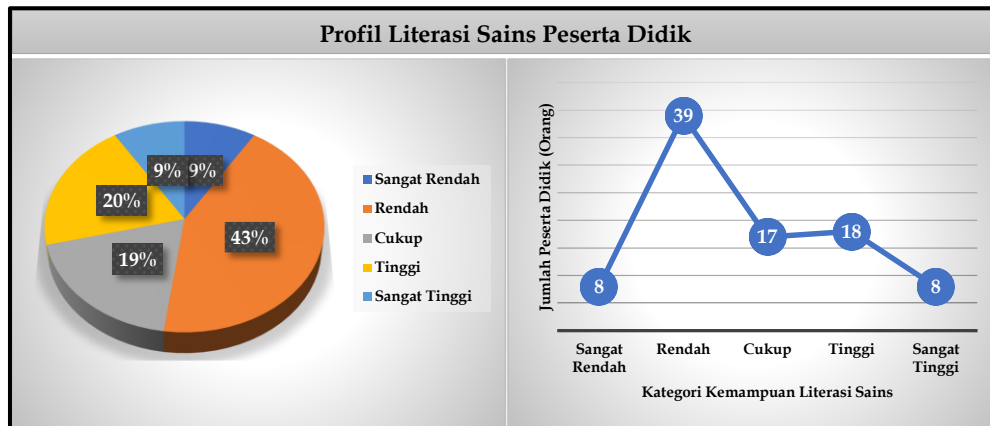 Profil Literasi Sains Peserta Didik
9%
9%
20%
43%
19%
Sangat Rendah
Rendah
Cukup
Tinggi
Sangat Tinggi
Jumlah Peserta Didik (Orang)
39
17
18
8
8
Sangat
Rendah
Rendah
Cukup
Tinggi
Sangat
Tinggi
Kategori Kemampuan Literasi Sains